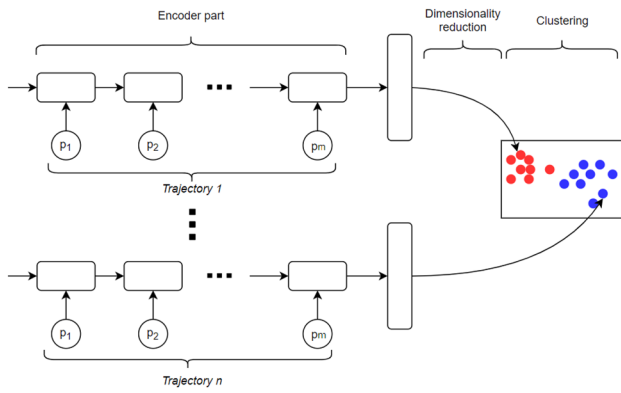 Encoder part
Dimensionality
reduction
Clustering
p1
p2
pm
Trajectory 1
p1
p2
pm
Trajectory n